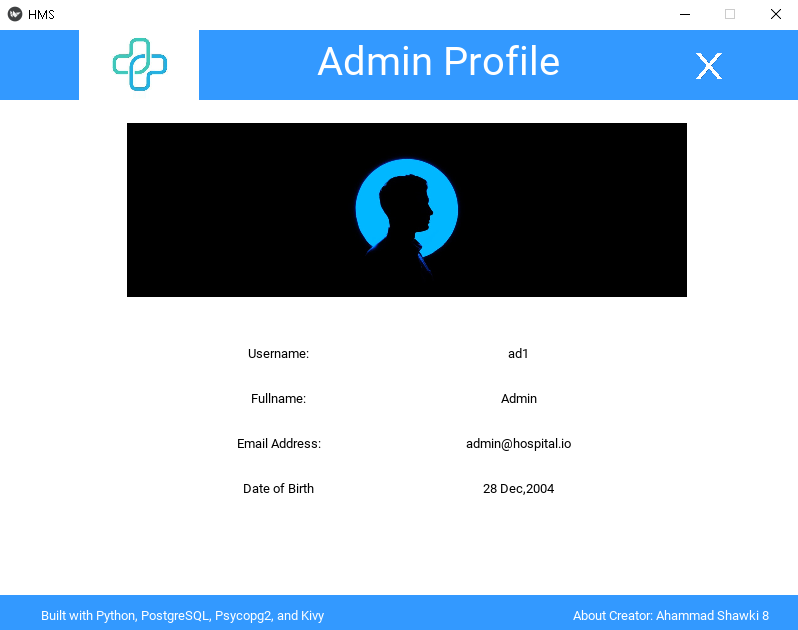 HMS
Admin Profile
X
Username: ad1
Fullname: Admin
Email Address: admin@hospital.io
Date of Birth 28 Dec,2004
Built with Python, PostgreSQL, Psycopg2, and Kivy
About Creator: Ahammad Shawki 8